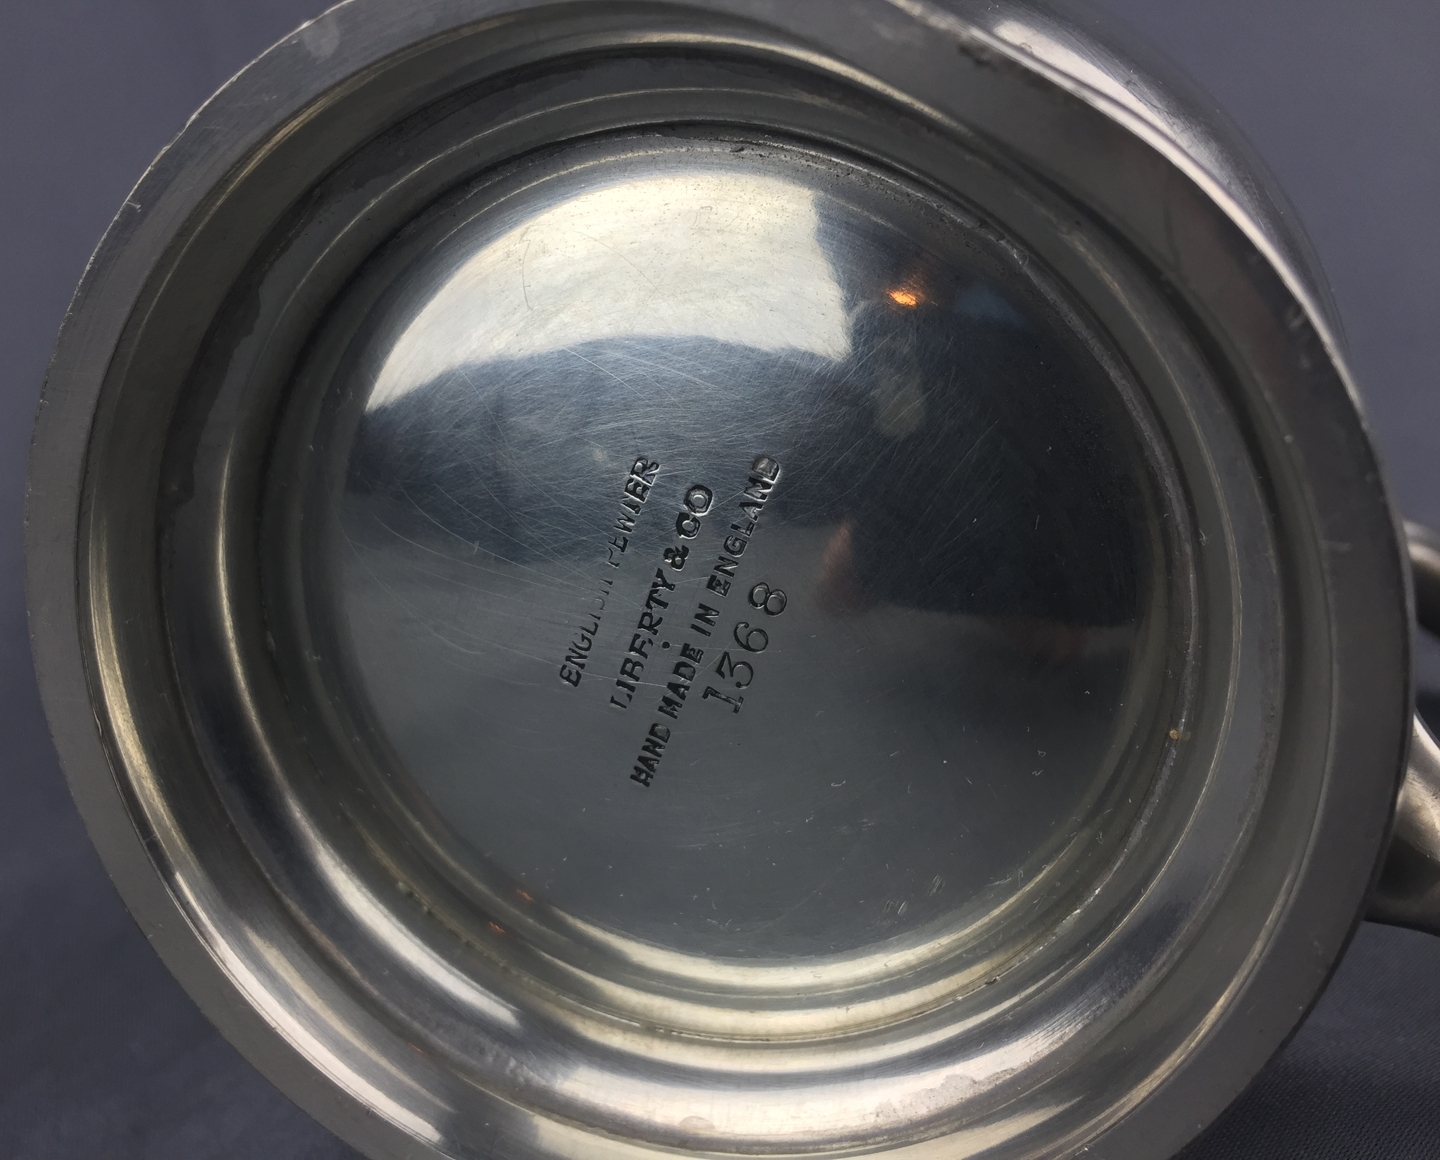 ENGLISH PEWTER
LIBERTY & CO
HAND MADE IN ENGLAND
1368